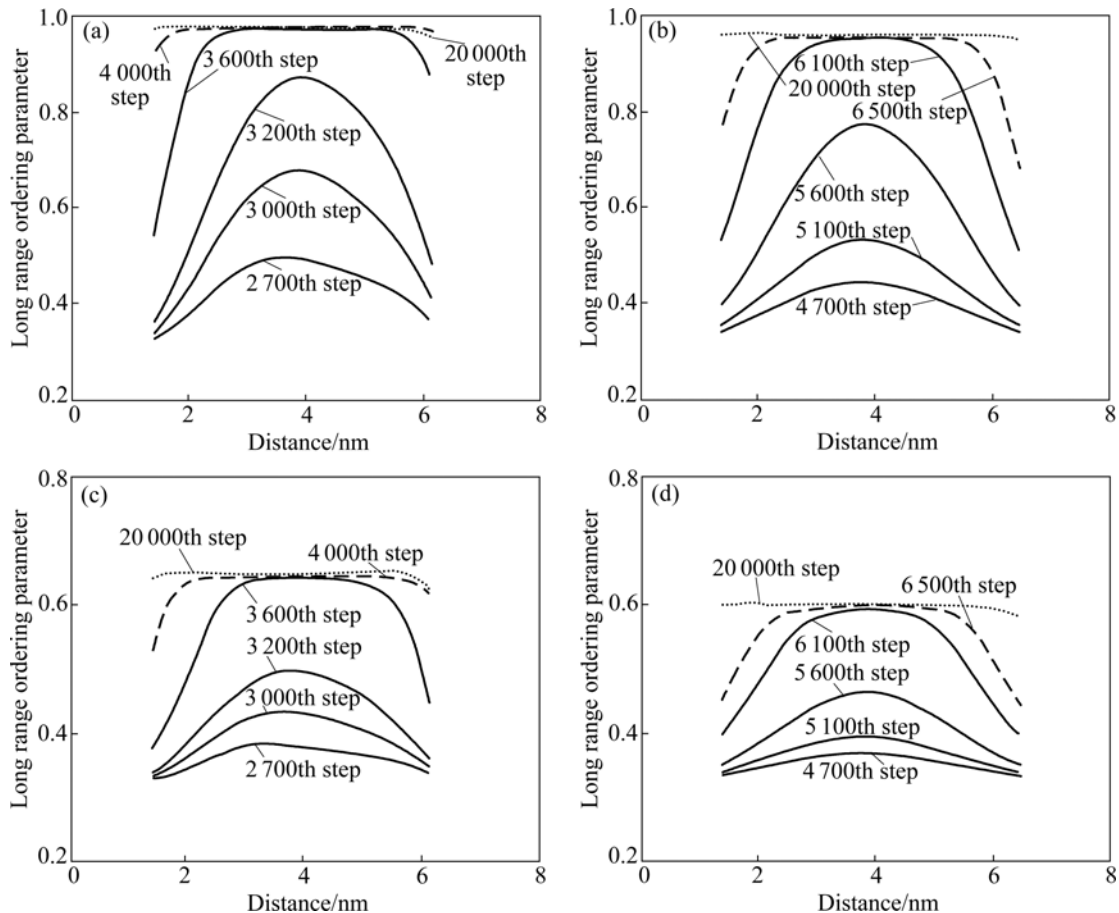 (a)
Long range ordering parameter
1.0
0.8
0.6
0.4
0.2
4 000th
step
3 600th step
20 000th
step
3 200th step
3 000th step
2 700th step
0
2
4
6
8
Distance/nm
(b)
Long range ordering parameter
1.0
0.8
0.6
0.4
0.2
6 100th step
20 000th step
6 500th step
5 600th step
5 100th step
4 700th step
0
2
4
6
8
Distance/nm
(c)
Long range ordering parameter
0.8
0.6
0.4
0.2
20 000th step
4 000th step
3 600th step
3 200th step
3 000th step
2 700th step
0
2
4
6
8
Distance/nm
(d)
Long range ordering parameter
0.8
0.6
0.4
0.2
20 000th step
6 500th step
6 100th step
5 600th step
5 100th step
4 700th step
0
2
4
6
8
Distance/nm